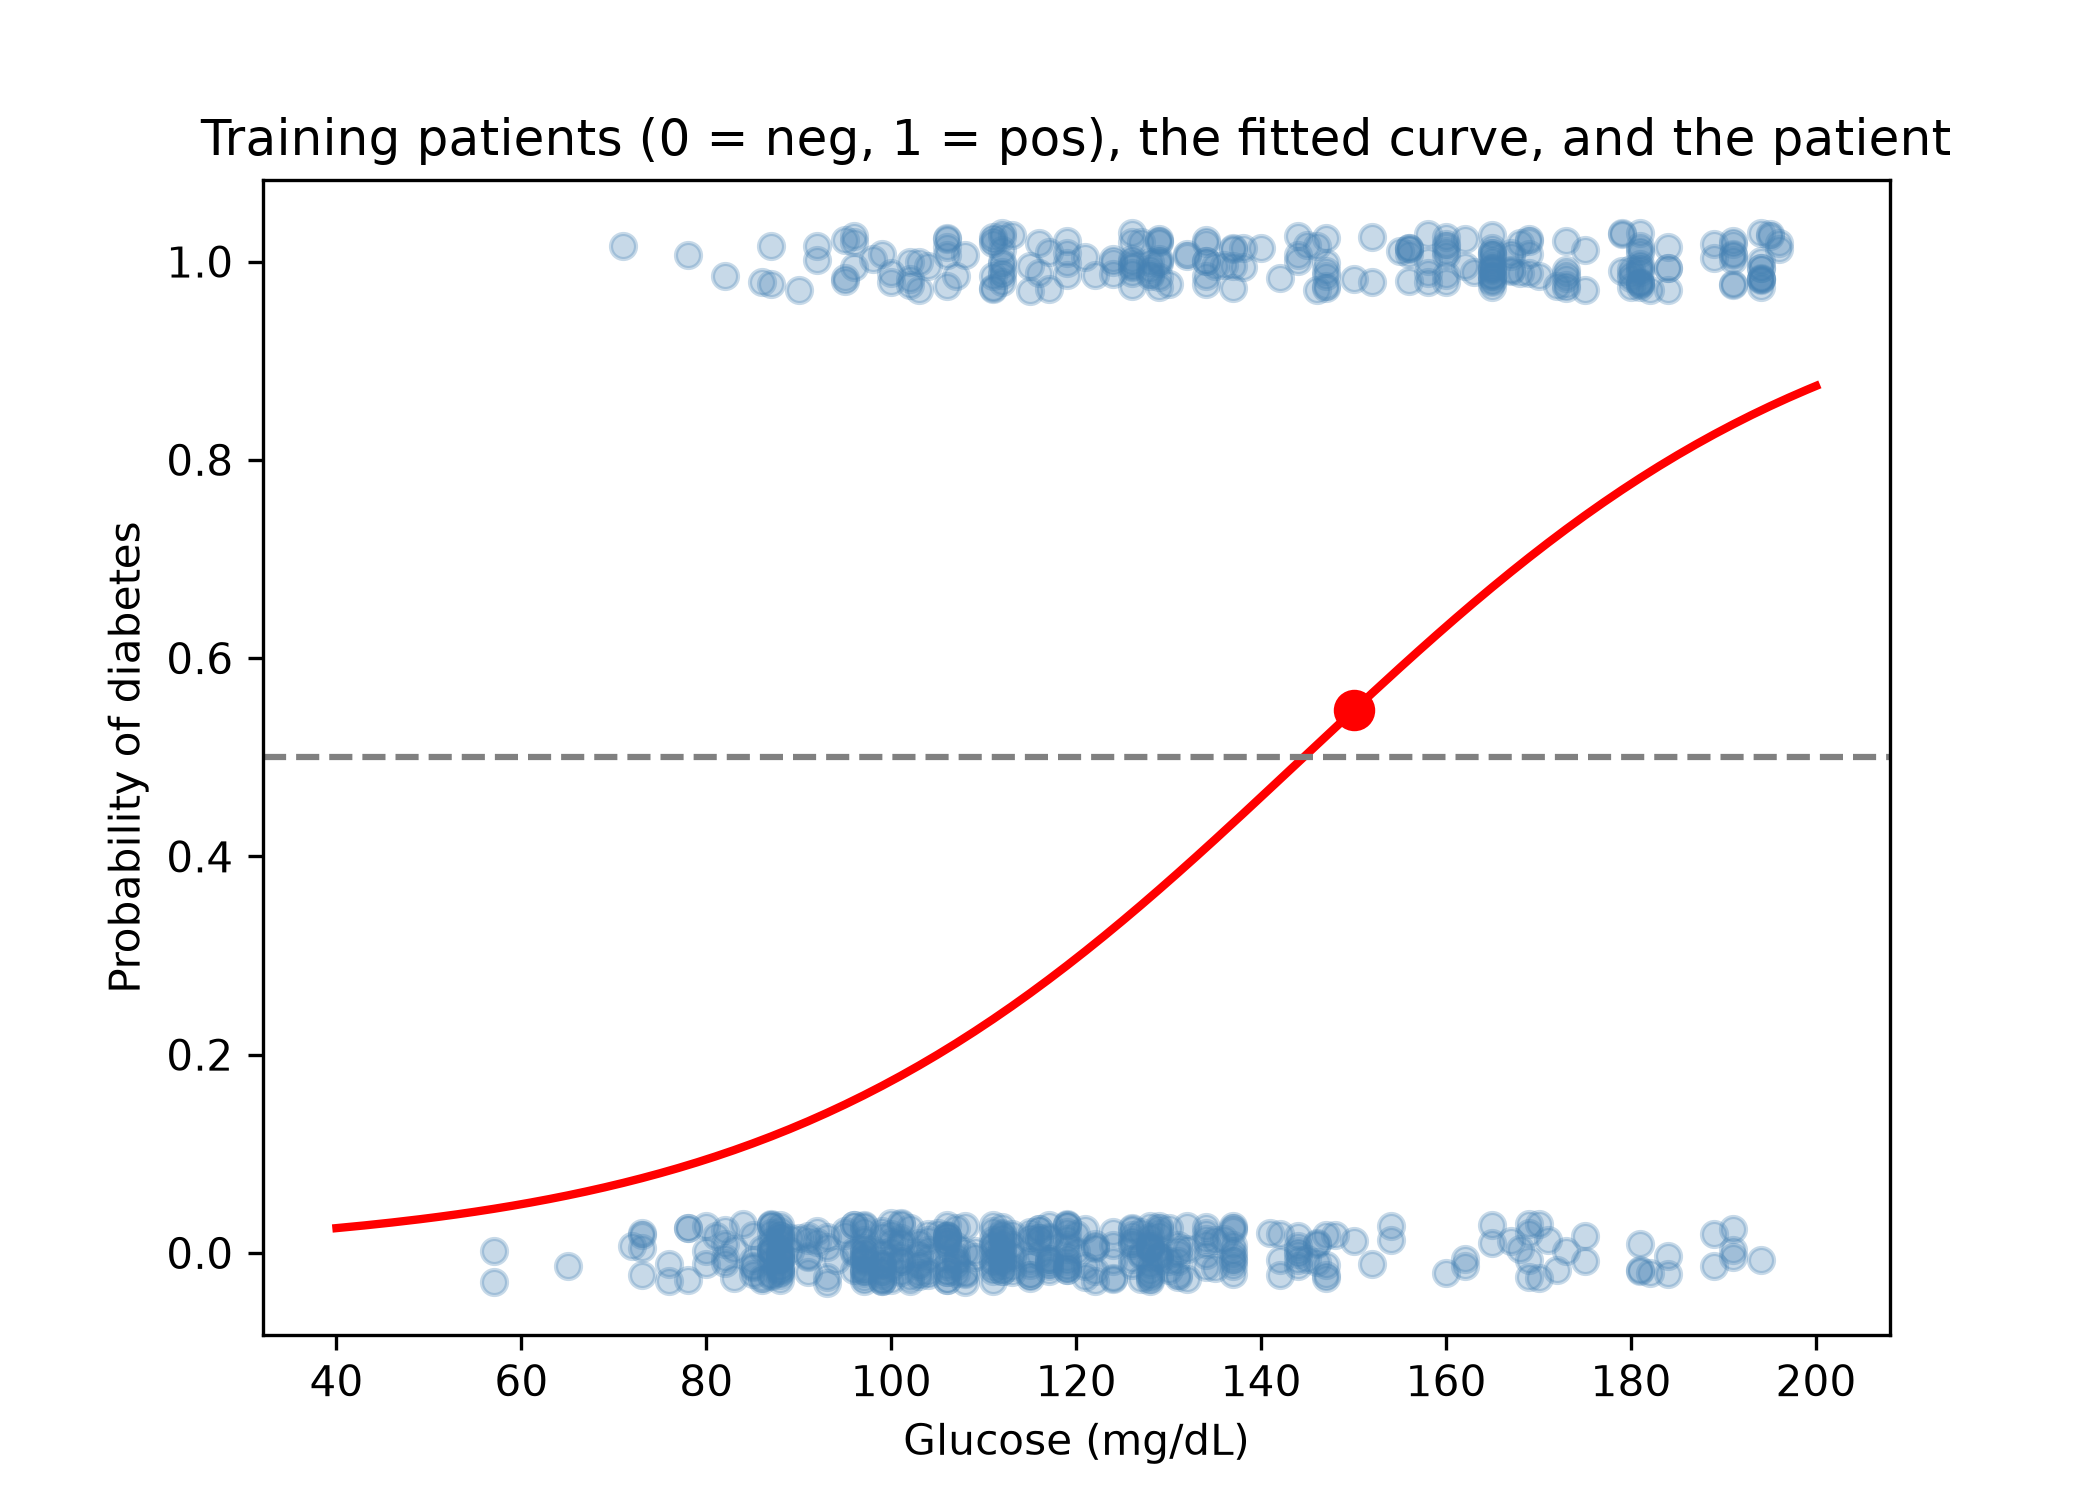 Training patients (0 = neg, 1 = pos), the fitted curve, and the patient
1.0
0.8
0.6
0.4
0.2
0.0
Probability of diabetes
40 60 80 100 120 140 160 180 200
Glucose (mg/dL)